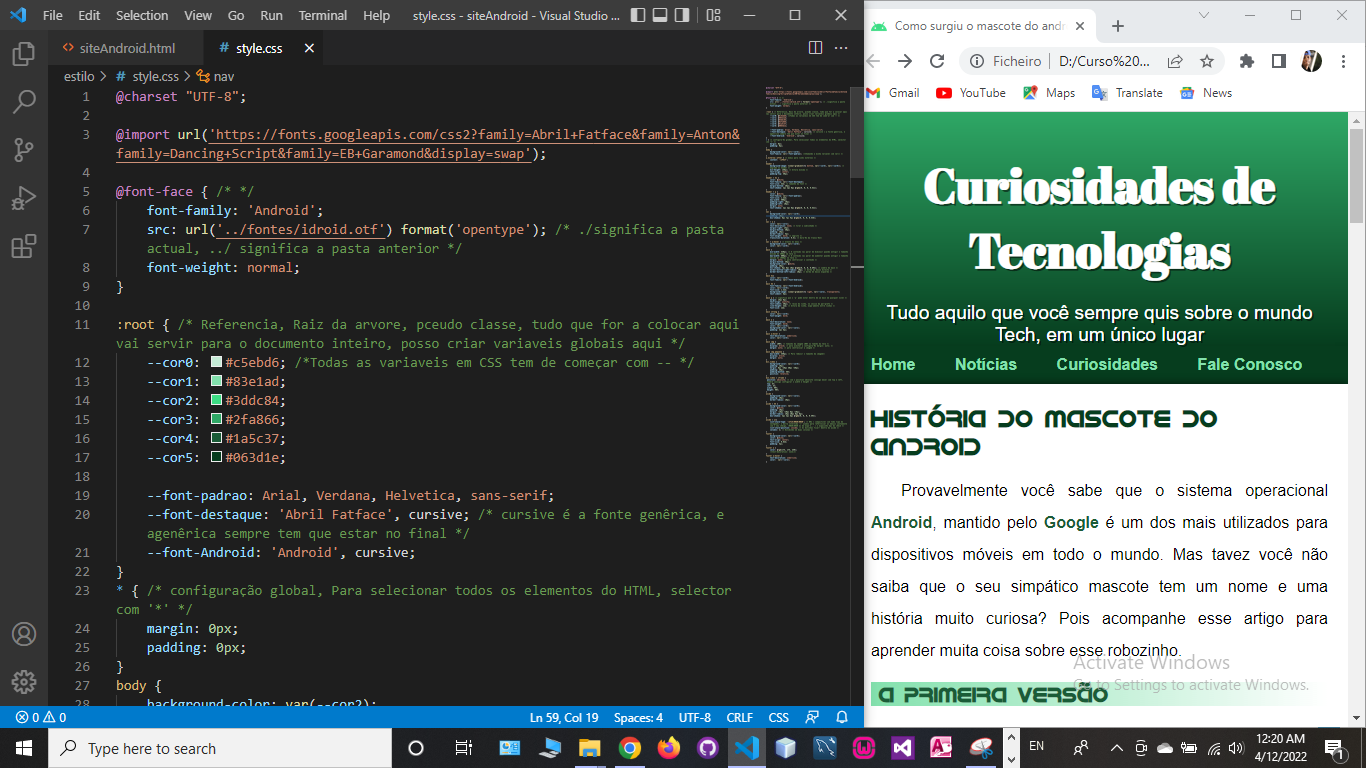 File Edit Selection View Go Run Terminal Help style.css - siteAndroid - Visual Studio ...
siteAndroid.html # style.css
estilo > # style.css > nav
1 @charset "UTF-8";
2
3 @import url('https://fonts.googleapis.com/css2?family=Abril+Fatface&family=Anton&
family=Dancing+Script&family=EB+Garamond&display=swap');
4
5 @font-face { /* */
6 font-family: 'Android';
7 src: url('../fontes/idroid.otf') format('opentype'); /* ./significa a pasta
actual, ../ significa a pasta anterior */
8 font-weight: normal;
9 }
10
11 :root { /* Referencia, Raiz da arvore, pceudo classe, tudo que for a colocar aqui
vai servir para o documento inteiro, posso criar variaveis globais aqui */
12 --cor0: #c5ebd6; /*Todas as variaveis em CSS tem de começar com -- */
13 --cor1: #83e1ad;
14 --cor2: #3ddc84;
15 --cor3: #2fa866;
16 --cor4: #1a5c37;
17 --cor5: #063d1e;
18
19 --font-padrao: Arial, Verdana, Helvetica, sans-serif;
20 --font-destaque: 'Abril Fatface', cursive; /* cursive é a fonte genêrica, e
agenêrica sempre tem que estar no final */
21 --font-Android: 'Android', cursive;
22 }
23 * { /* configuração global, Para selecionar todos os elementos do HTML, selector
com '*' */
24 margin: 0px;
25 padding: 0px;
26 }
27 body {
28 background-color: var(--cor2);
0 0 Ln 59, Col 19 Spaces: 4 UTF-8 CRLF CSS
Como surgiu o mascote do andr
Ficheiro D:/Curso%20...
Gmail YouTube Maps Translate News
Curiosidades de
Tecnologias
Tudo aquilo que você sempre quis sobre o mundo
Tech, em um único lugar
Home Notícias Curiosidades Fale Conosco
História do mascote do
Android
Provavelmente você sabe que o sistema operacional
Android, mantido pelo Google é um dos mais utilizados para
dispositivos móveis em todo o mundo. Mas tavez você não
saiba que o seu simpático mascote tem um nome e uma
história muito curiosa? Pois acompanhe esse artigo para
aprender muita coisa sobre esse robozinho.
A primeira versão
Activate Windows
Go to Settings to activate Windows.
Type here to search
EN
12:20 AM
4/12/2022
1